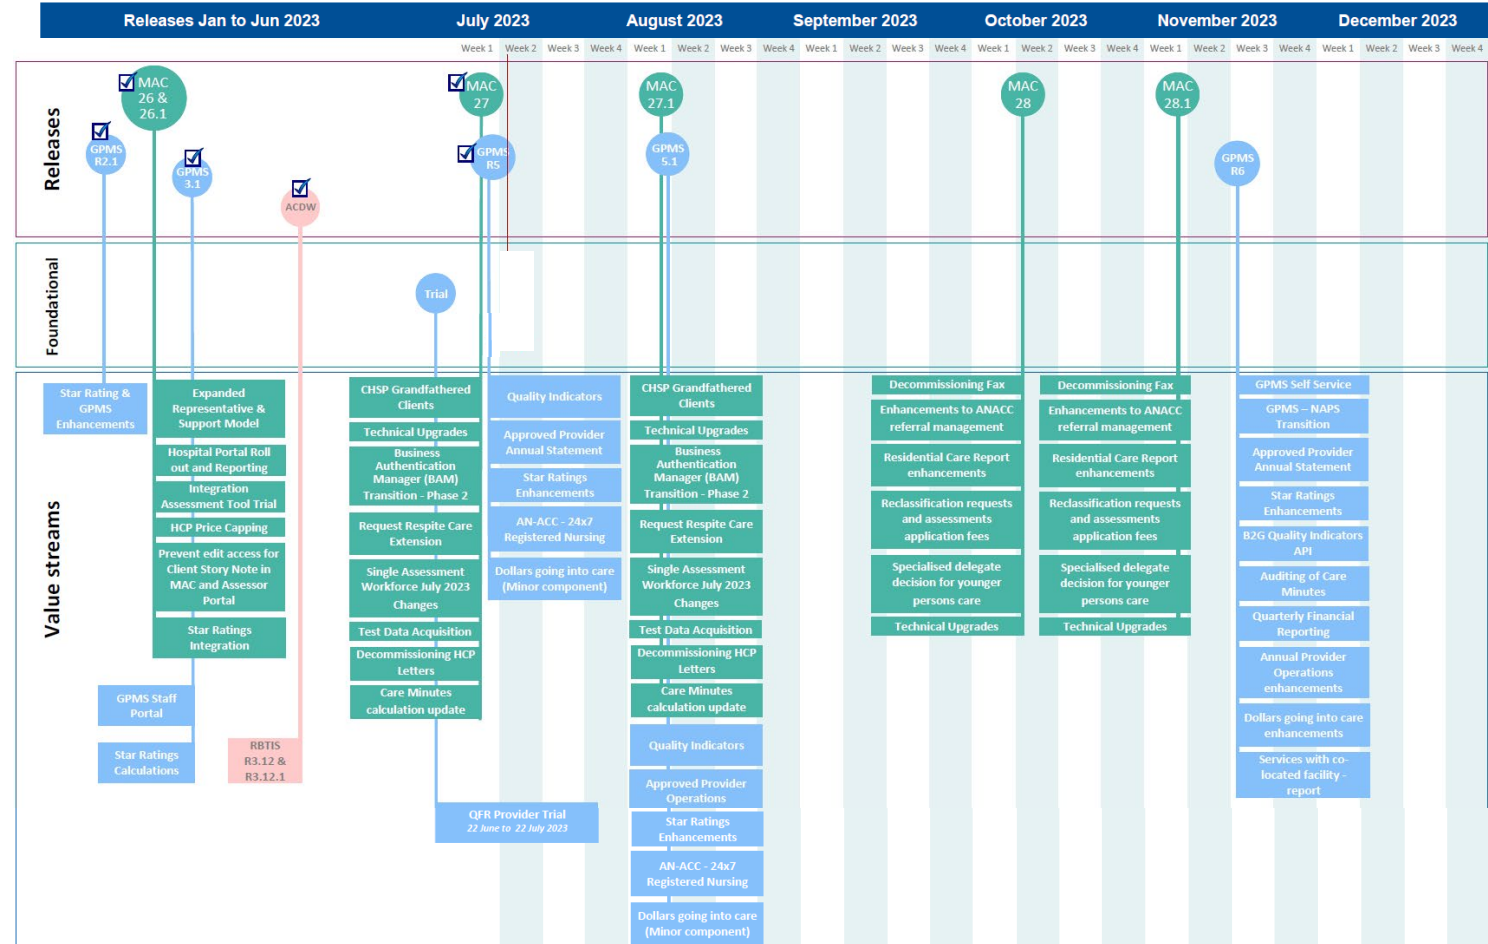 Releases Jan to Jun 2023
July 2023
August 2023
September 2023
October 2023
November 2023
December 2023
Week 1 Week 2 Week 3 Week 4 Week 1 Week 2 Week 3 Week 4 Week 1 Week 2 Week 3 Week 4 Week 1 Week 2 Week 3 Week 4 Week 1 Week 2 Week 3 Week 4 Week 1 Week 2 Week 3 Week 4
Releases
MAC
26 &
26.1
GPMS
R2.1
GPMS
3.1
ACDW
MAC
27
GPMS
R5
MAC
27.1
GPMS
5.1
MAC
28
MAC
28.1
GPMS
R6
Foundational
Trial
Value streams
Star Rating &
GPMS
Enhancements
Expanded
Representative &
Support Model
Hospital Portal Roll
out and Reporting
Integration
Assessment Tool Trial
HCP Price Capping
Prevent edit access for
Client Story Note in
MAC and Assessor
Portal
Star Ratings
Integration
GPMS Staff
Portal
Star Ratings
Calculations
RBTIS
R3.12 &
R3.12.1
CHSP Grandfathered
Clients
Technical Upgrades
Business
Authentication
Manager (BAM)
Transition - Phase 2
Request Respite Care
Extension
Single Assessment
Workforce July 2023
Changes
Test Data Acquisition
Decommissioning HCP
Letters
Care Minutes
calculation update
QFR Provider Trial
22 June to 22 July 2023
Quality Indicators
Approved Provider
Annual Statement
Star Ratings
Enhancements
AN-ACC - 24x7
Registered Nursing
Dollars going into care
(Minor component)
CHSP Grandfathered
Clients
Technical Upgrades
Business
Authentication
Manager (BAM)
Transition - Phase 2
Request Respite Care
Extension
Single Assessment
Workforce July 2023
Changes
Test Data Acquisition
Decommissioning HCP
Letters
Care Minutes
calculation update
Quality Indicators
Approved Provider
Operations
Star Ratings
Enhancements
AN-ACC - 24x7
Registered Nursing
Dollars going into care
(Minor component)
Decommissioning Fax
Enhancements to ANACC
referral management
Residential Care Report
enhancements
Reclassification requests
and assessments
application fees
Specialised delegate
decision for younger
persons care
Technical Upgrades
Decommissioning Fax
Enhancements to ANACC
referral management
Residential Care Report
enhancements
Reclassification requests
and assessments
application fees
Specialised delegate
decision for younger
persons care
Technical Upgrades
GPMS Self Service
GPMS – NAPS
Transition
Approved Provider
Annual Statement
Star Ratings
Enhancements
B2G Quality Indicators
API
Auditing of Care
Minutes
Quarterly Financial
Reporting
Annual Provider
Operations
enhancements
Dollars going into care
enhancements
Services with co-
located facility -
report